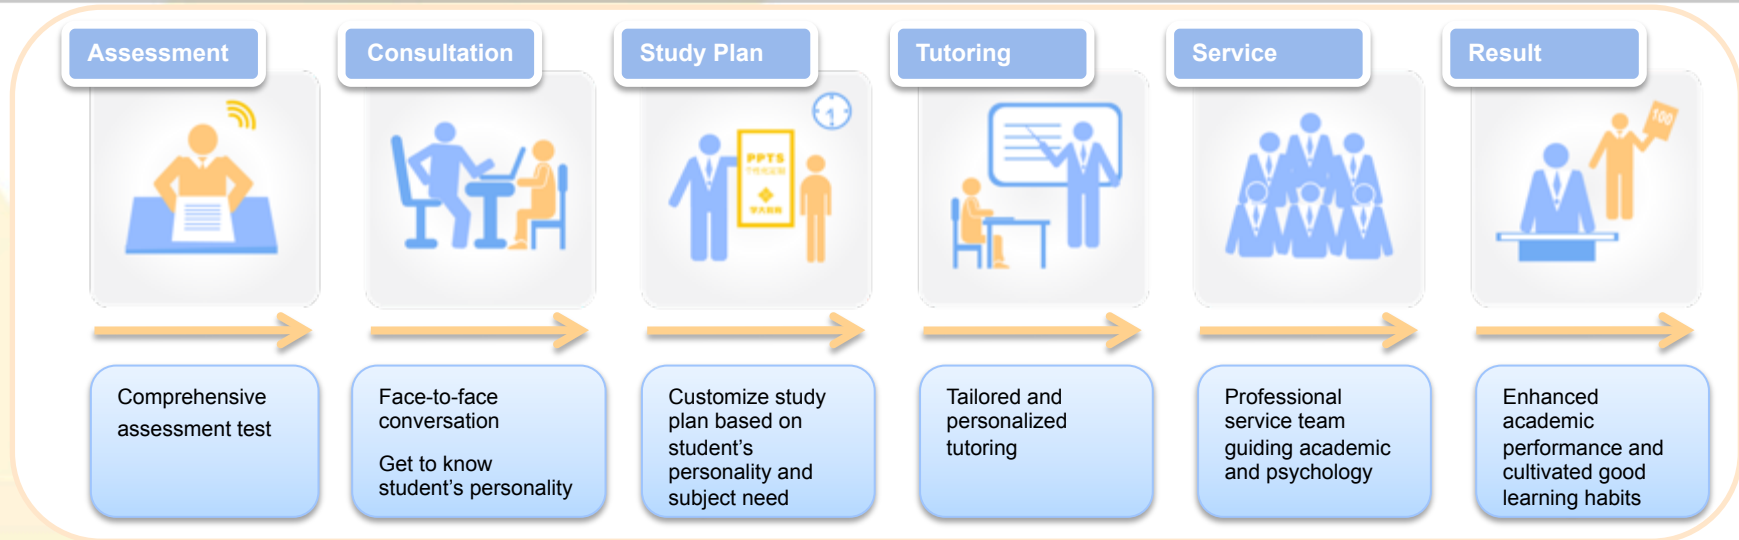 Assessment
Consultation
Study Plan
Tutoring
Service
Result
PPTS
100
Comprehensive
assessment test
Face-to-face
conversation
Get to know
student's personality
Customize study
plan based on
student's
personality and
subject need
Tailored and
personalized
tutoring
Professional
service team
guiding academic
and psychology
Enhanced
academic
performance and
cultivated good
learning habits